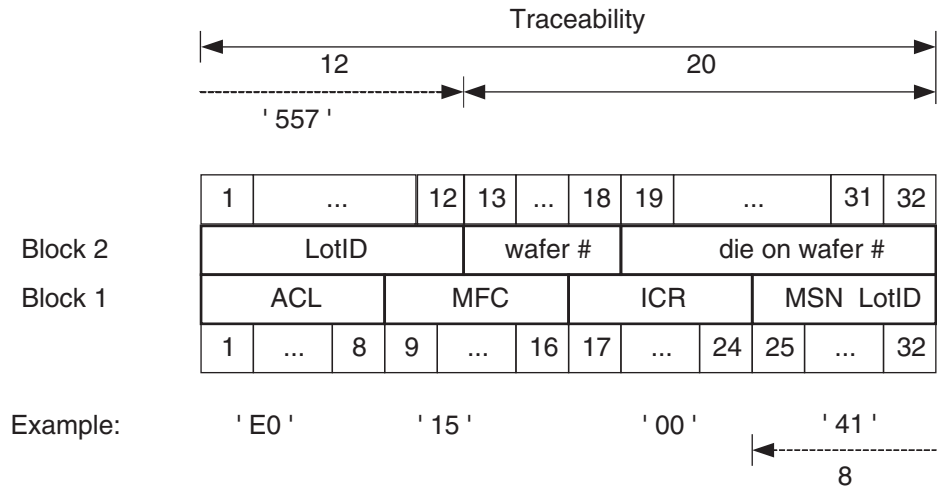 Traceability
12 20
' 557 '
1 ... 12 13 ... 18 19 ... 31 32
Block 2 LotID wafer # die on wafer #
Block 1 ACL MFC ICR MSN LotID
1 ... 8 9 ... 16 17 ... 24 25 ... 32
Example: ' E0 ' ' 15 ' ' 00 ' ' 41 '
8